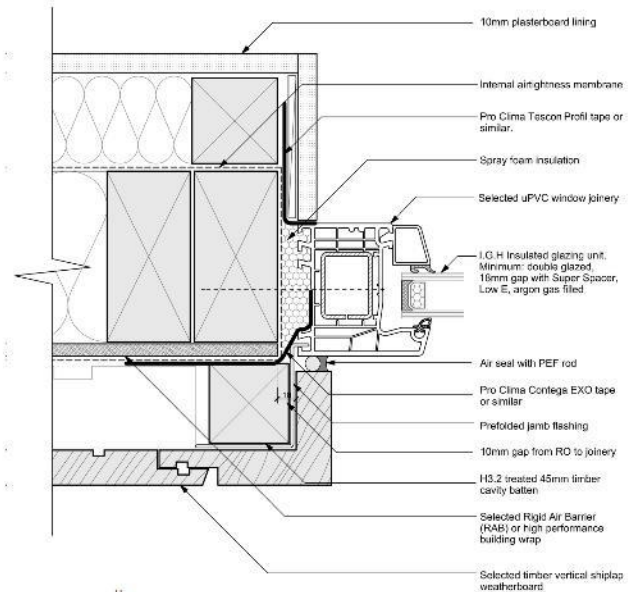 10mm plasterboard lining
Internal airtightness membrane
Pro Clima Tescon Profil tape or
similar.
Spray foam insulation
Selected uPVC window joinery
I.G.H Insulated glazing unit.
Minimum: double glazed,
16mm gap with Super Spacer,
Low E, argon gas filled
Air seal with PEF rod
Pro Clima Contega EXO tape
or similar
10
Prefolded jamb flashing
10mm gap from RO to joinery
H3.2 treated 45mm timber
cavity batten
Selected Rigid Air Barrier
(RAB) or high performance
building wrap
Selected timber vertical shiplap
weatherboard